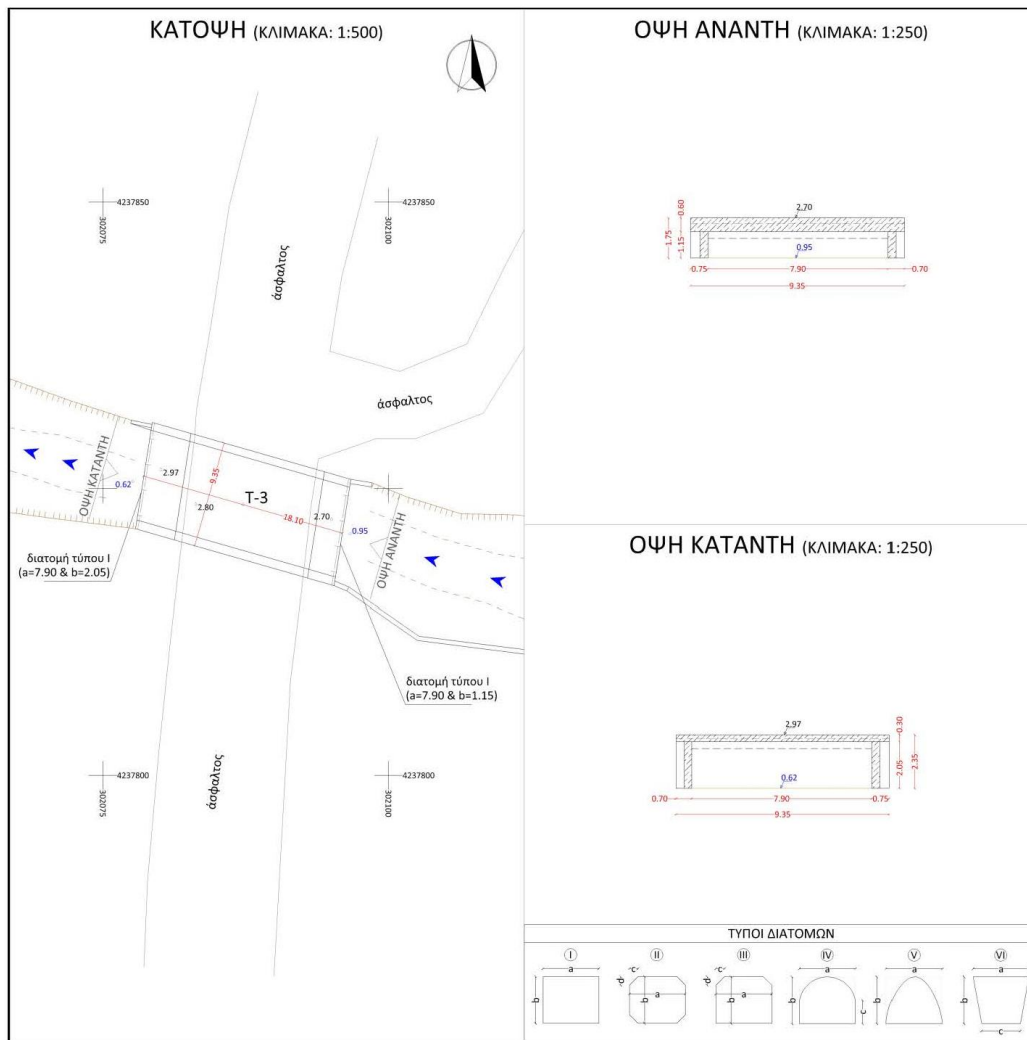 ΚΑΤΟΨΗ (ΚΛΙΜΑΚΑ: 1:500)
4237850
302075
4237850
302100
άσφαλτος
άσφαλτος
ΟΨΗ ΚΑΤΑΝΤΗ
0.62
2.97
9.35
2.80
T-3
18.10
2.70
0.95
ΟΨΗ ΑΝΑΝΤΗ
διατομή τύπου I
(a=7.90 & b=2.05)
διατομή τύπου I
(a=7.90 & b=1.15)
άσφαλτος
4237800
302075
4237800
302100
ΟΨΗ ΑΝΑΝΤΗ (ΚΛΙΜΑΚΑ: 1:250)
2.70
0.60
1.75
1.15
0.95
0.75 7.90 0.70
9.35
ΟΨΗ ΚΑΤΑΝΤΗ (ΚΛΙΜΑΚΑ: 1:250)
2.97
0.30
2.05
2.35
0.62
0.70 7.90 0.75
9.35
ΤΥΠΟΙ ΔΙΑΤΟΜΩΝ
I II III IV V VI
a b
c d a b
c d a b
a b c
a b
a b c